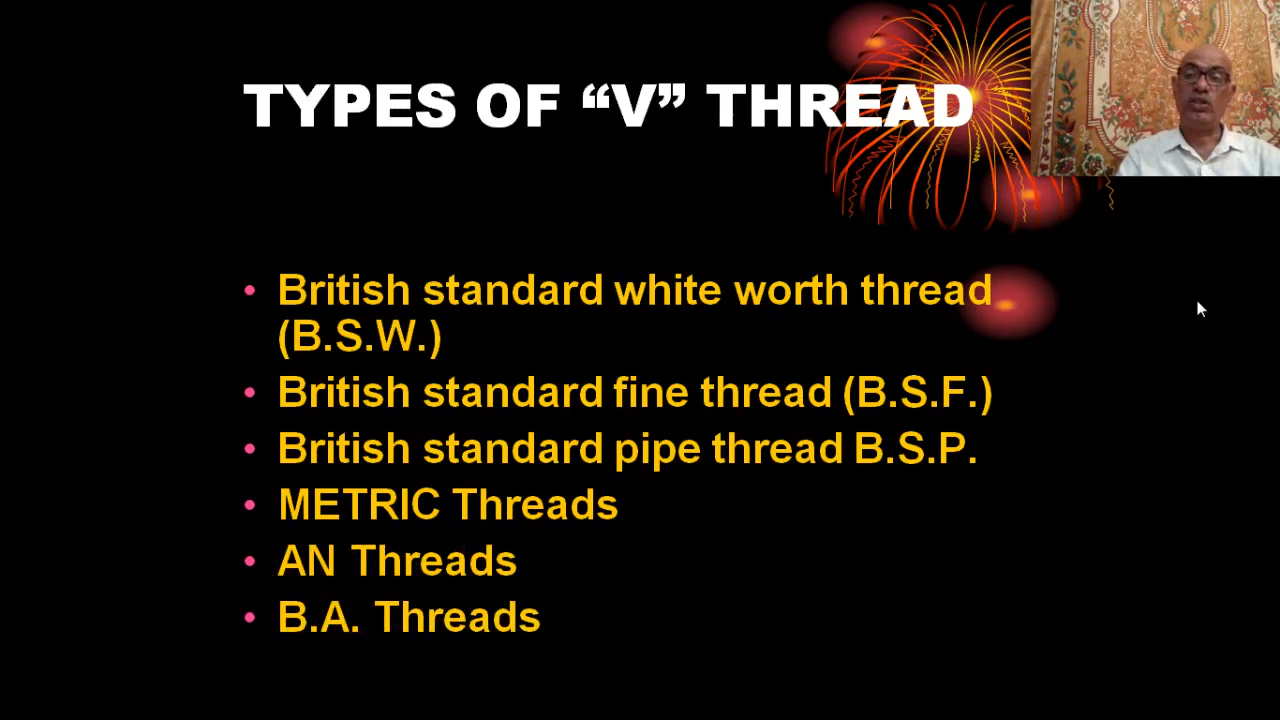 TYPES OF “V” THREAD
• British standard white worth thread
(B.S.W.)
• British standard fine thread (B.S.F.)
• British standard pipe thread B.S.P.
• METRIC Threads
• AN Threads
• B.A. Threads